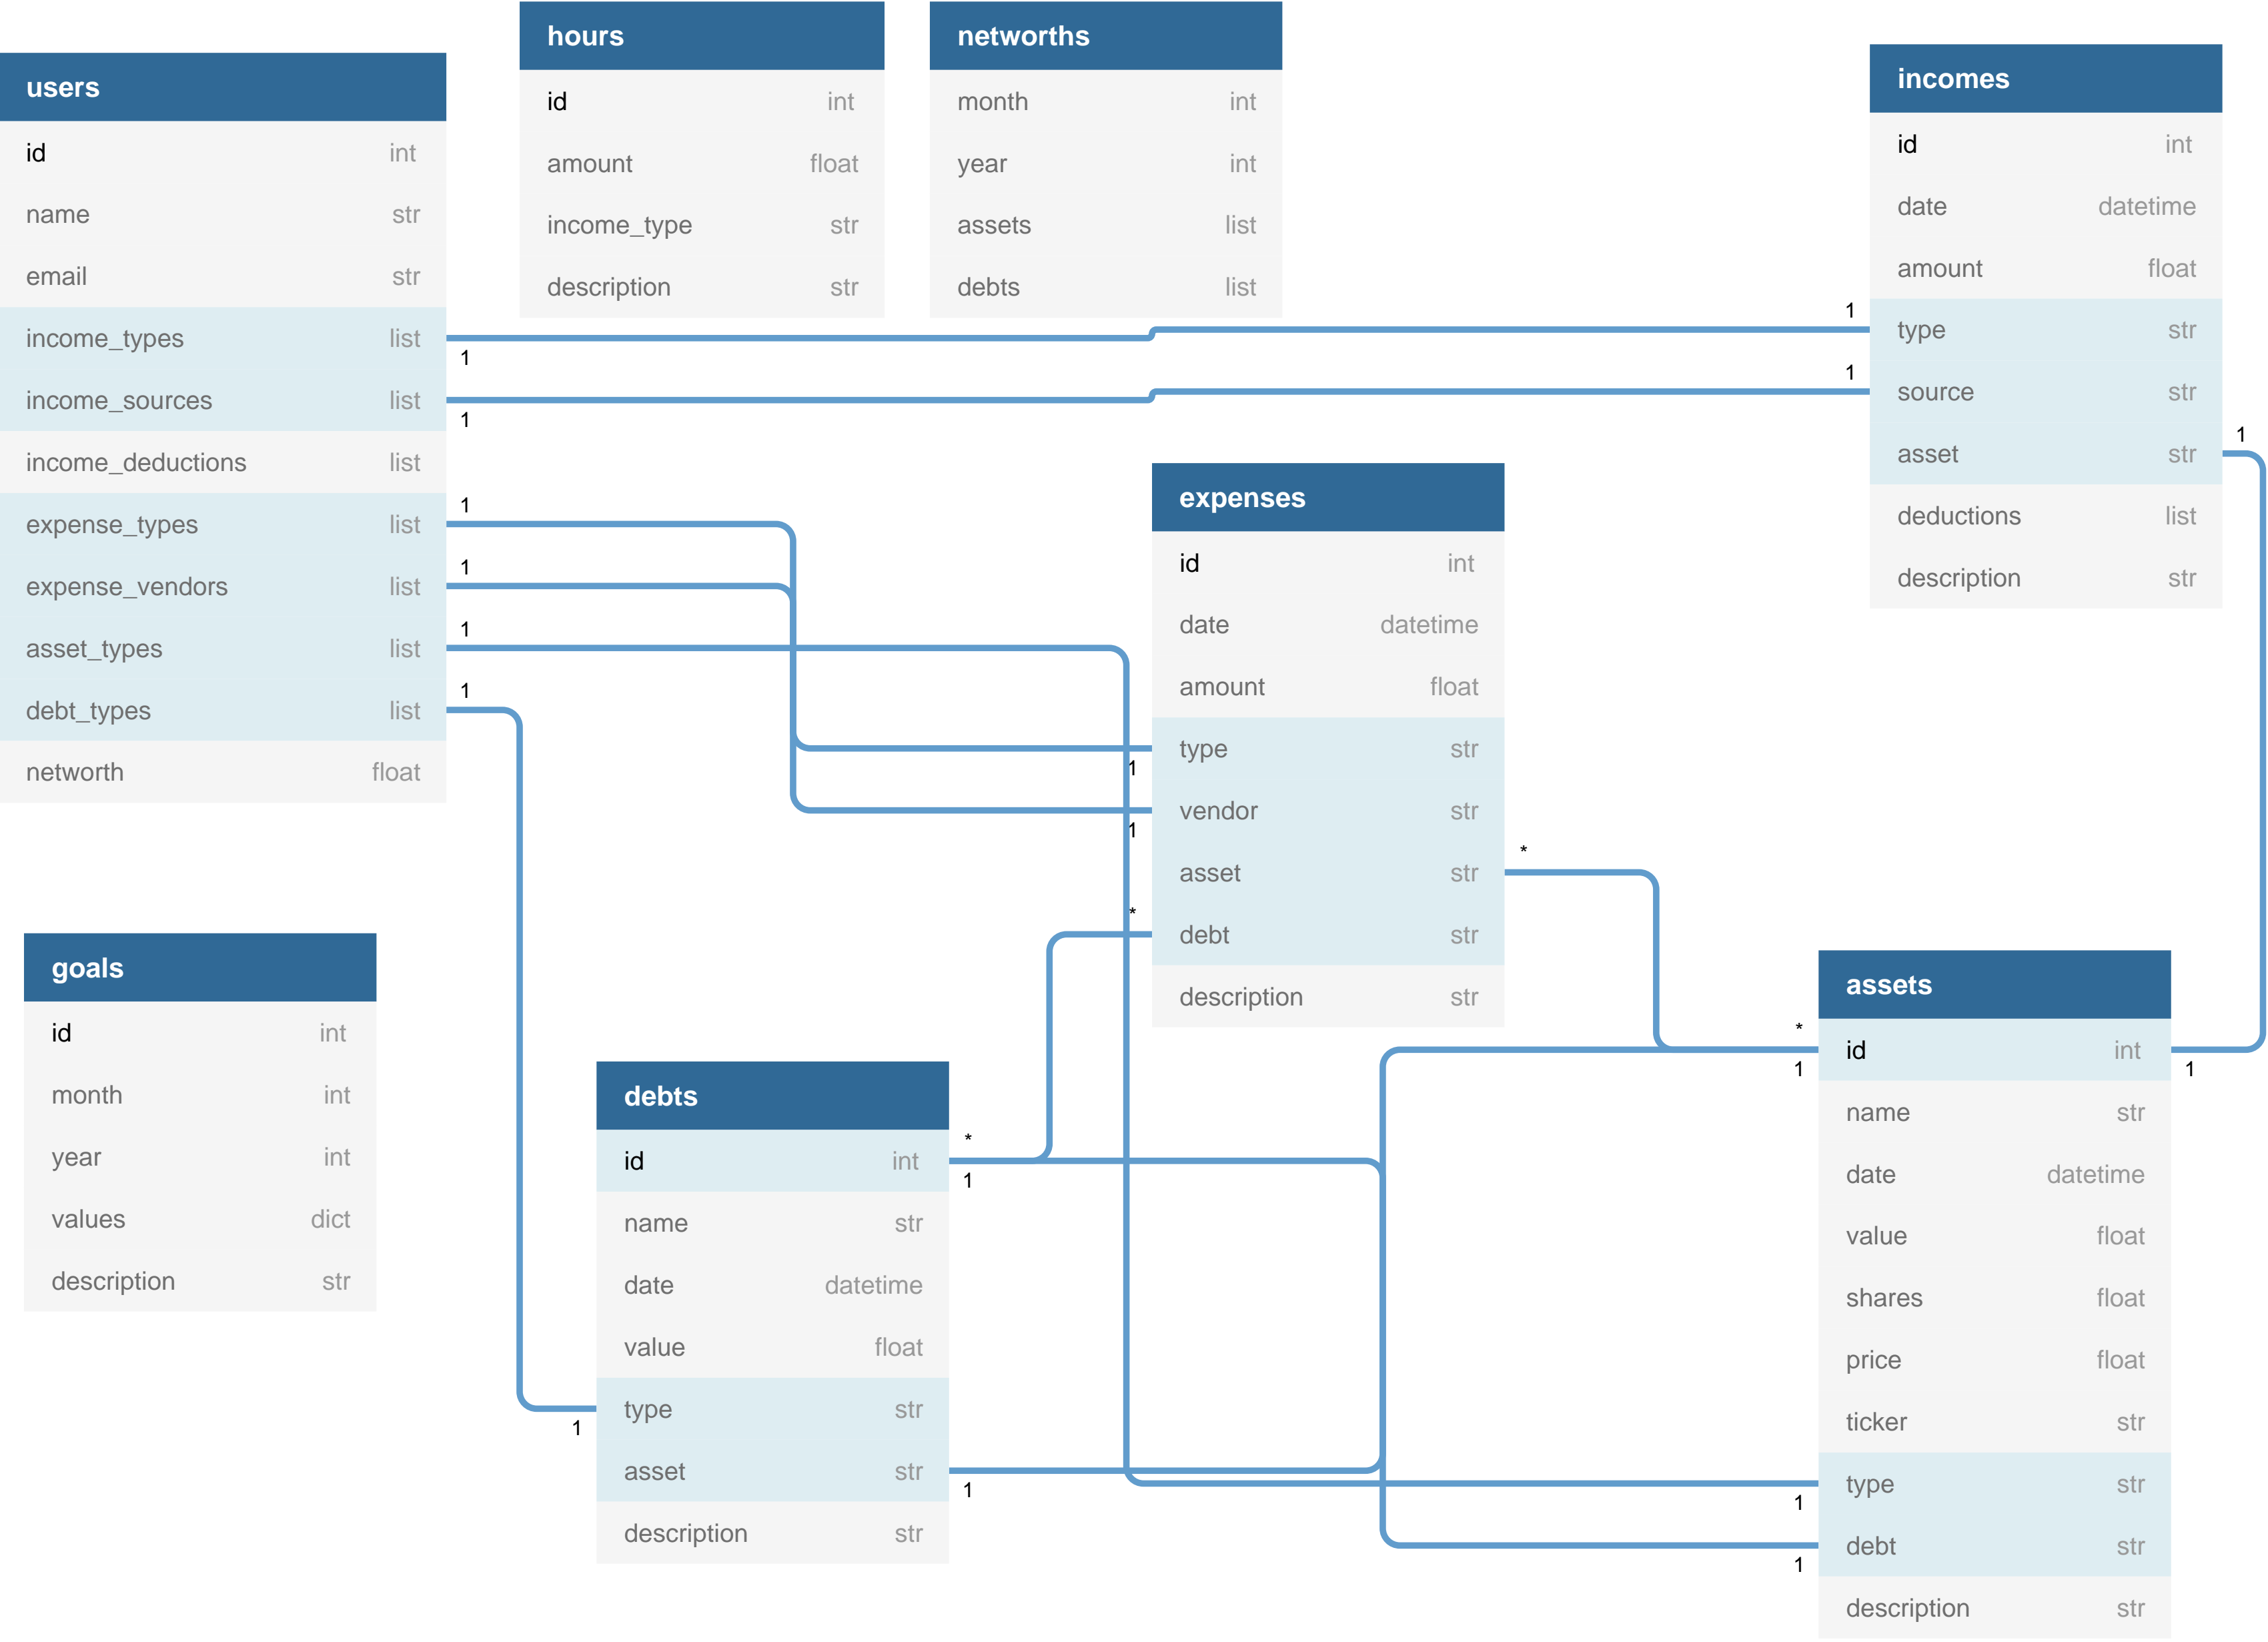 users
id int
name str
email str
income_types list
income_sources list
income_deductions list
expense_types list
expense_vendors list
asset_types list
debt_types list
networth float
1
1
1
1
1
1
hours
id int
amount float
income_type str
description str
networths
month int
year int
assets list
debts list
incomes
id int
date datetime
amount float
1
type str
1
source str
1
asset str
deductions list
description str
expenses
id int
date datetime
amount float
type str
1
vendor str
1
asset str
*
*
debt str
description str
goals
id int
month int
year int
values dict
description str
debts
*
id int
1
name str
date datetime
value float
type str
1
asset str
1
description str
assets
*
id int
1
1
name str
date datetime
value float
shares float
price float
ticker str
type str
1
debt str
1
description str